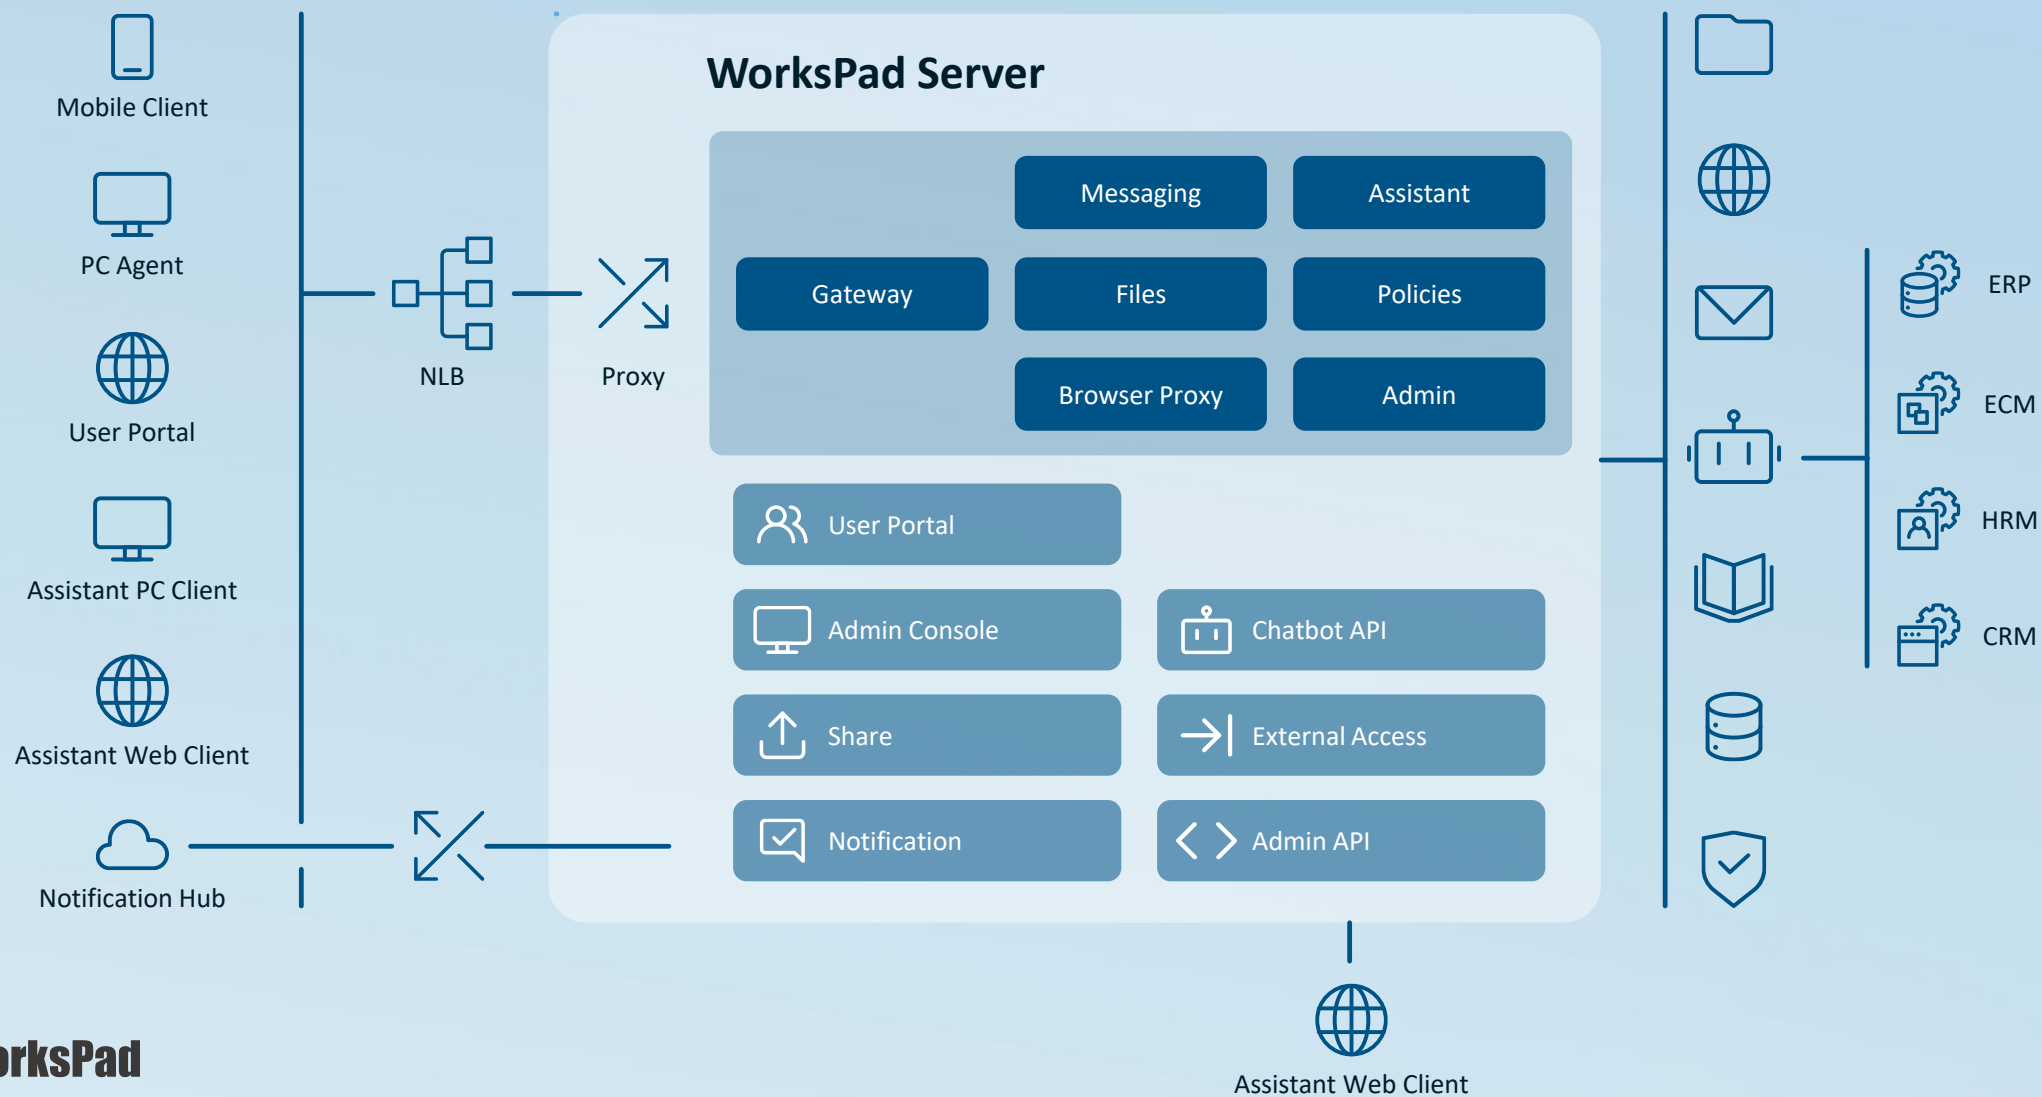 Mobile Client
PC Agent
User Portal
Assistant PC Client
Assistant Web Client
Notification Hub
NLB
Proxy
WorksPad Server
Messaging
Assistant
Gateway
Files
Policies
Browser Proxy
Admin
User Portal
Admin Console
Chatbot API
Share
External Access
Notification
Admin API
ERP
ECM
HRM
CRM
Assistant Web Client
orksPad